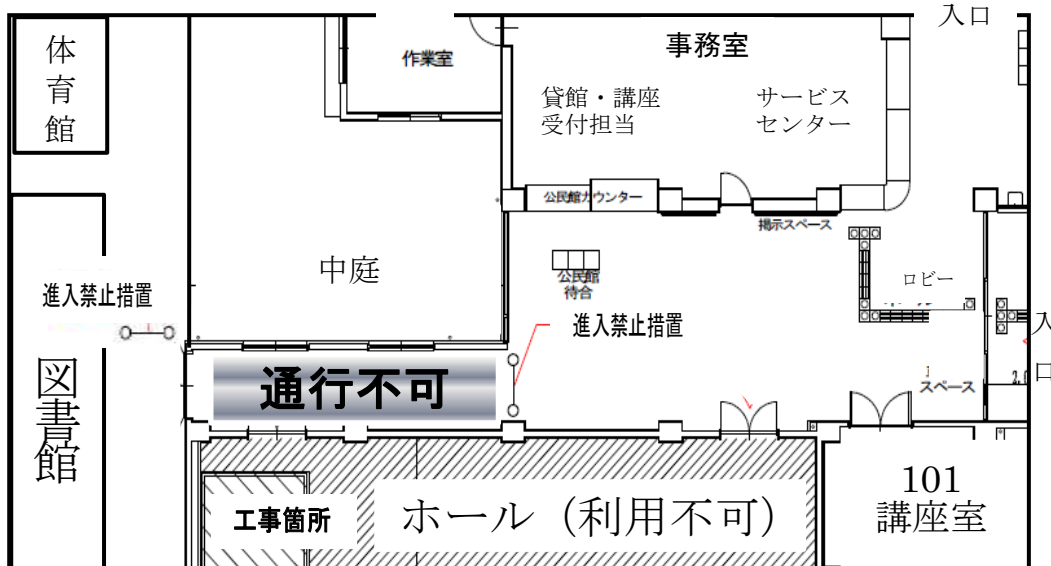 入口
体育館
作業室
事務室
貸館・講座
受付担当
サービス
センター
公民館カウンター
掲示スペース
中庭
公民館
待合
ロビー
進入禁止措置
進入禁止措置
入口
通行不可
スペース
図書館
工事箇所
ホール（利用不可）
101
講座室